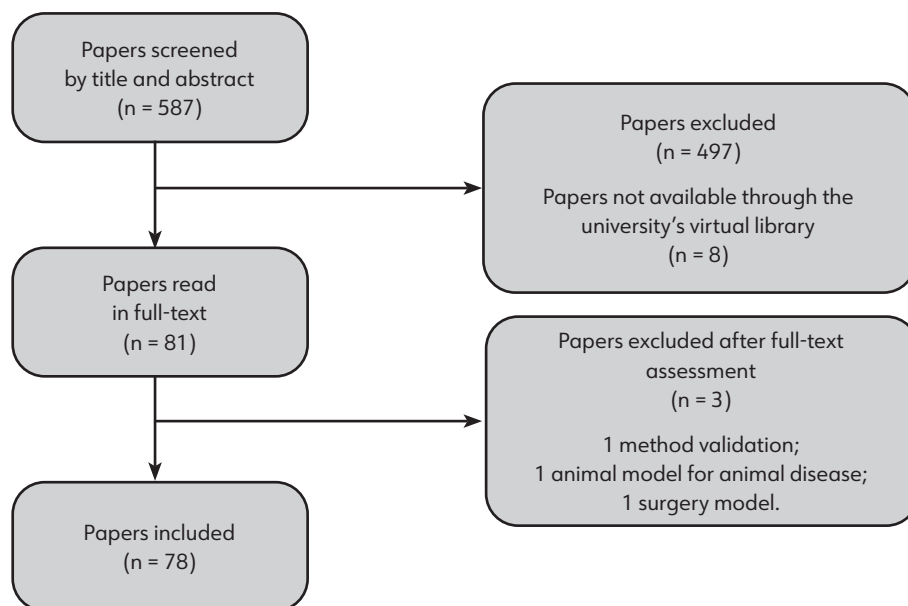 Papers screened
by title and abstract
(n = 587)
Papers excluded
(n = 497)
Papers not available through the
university’s virtual library
(n = 8)
Papers read
in full-text
(n = 81)
Papers excluded after full-text
assessment
(n = 3)
1 method validation;
1 animal model for animal disease;
1 surgery model.
Papers included
(n = 78)